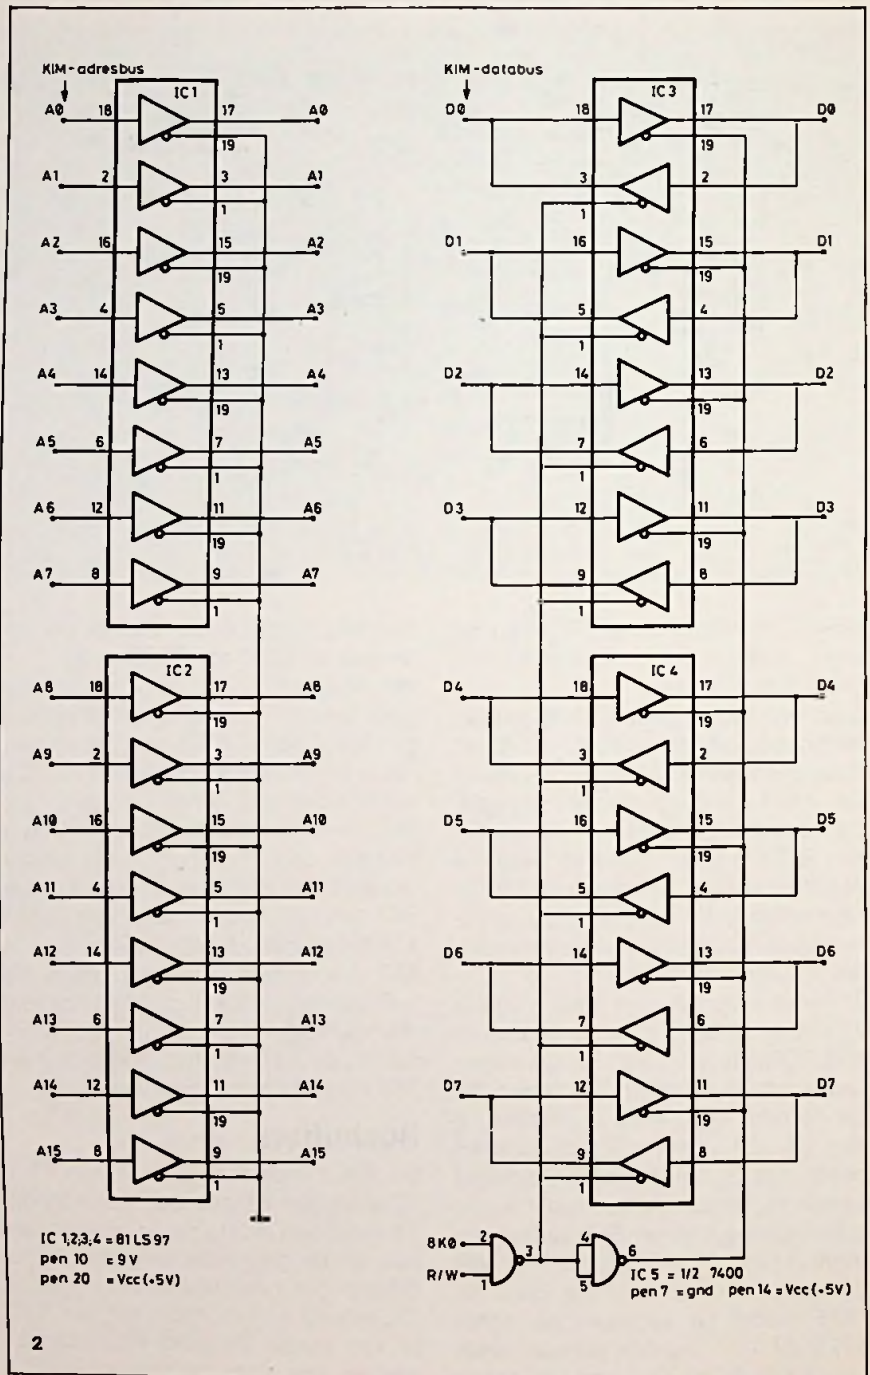 KIM-adresbus
IC1
A0 18 17 A0
19
A1 2 3 A1
1
A2 16 15 A2
19
A3 4 5 A3
1
A4 14 13 A4
19
A5 6 7 A5
1
A6 12 11 A6
19
A7 8 9 A7
1
IC2
A8 18 17 A8
19
A9 2 3 A9
1
A10 16 15 A10
19
A11 4 5 A11
1
A12 14 13 A12
19
A13 6 7 A13
1
A14 12 11 A14
19
A15 8 9 A15
1
IC 1,2,3,4 = 81LS97
pen 10 = 9V
pen 20 = Vcc(+5V)
KIM-databus
IC3
D0 18 17 D0
19
3 2
1
D1 16 15 D1
19
5 4
1
D2 14 13 D2
19
7 6
1
D3 12 11 D3
19
9 8
1
IC4
D4 18 17 D4
19
3 2
1
D5 16 15 D5
19
5 4
1
D6 14 13 D6
19
7 6
1
D7 12 11 D7
19
9 8
1
8K0 2 3 4 6
R/W 1 5
IC5 = 1/2 7400
pen 7 = gnd pen 14 = Vcc(+5V)
2